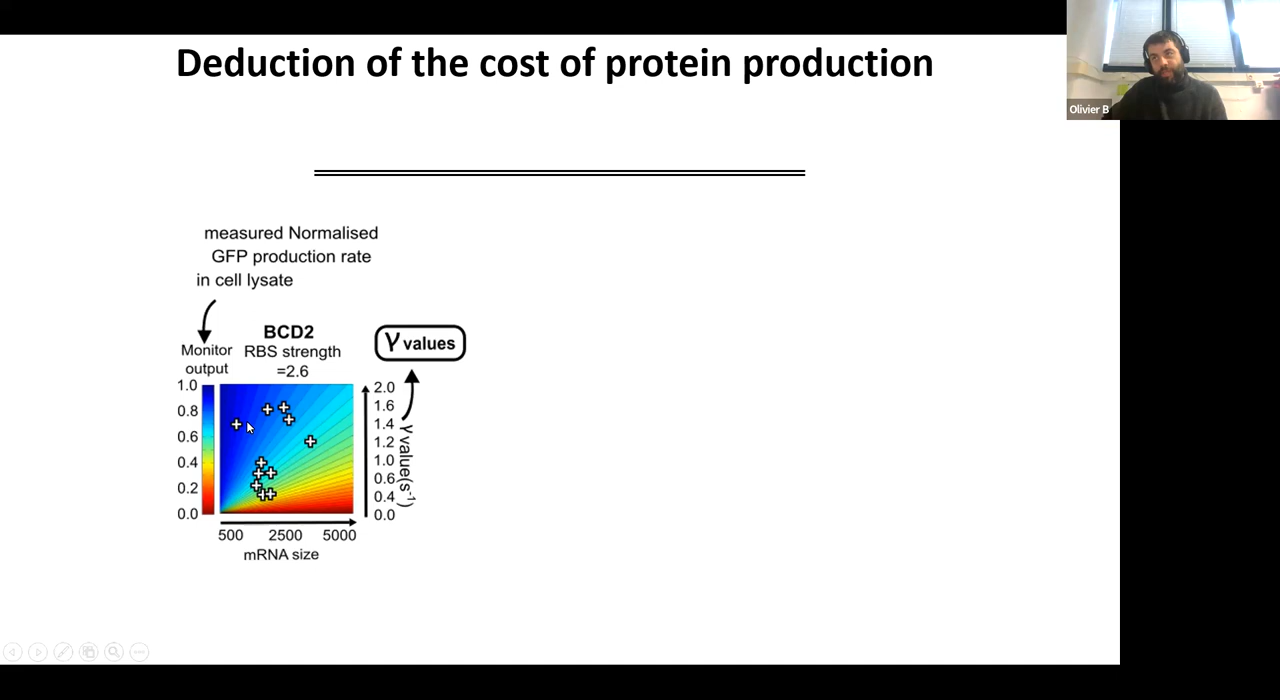 Deduction of the cost of protein production
Olivier B
measured Normalised
GFP production rate
in cell lysate
Monitor
output
BCD2
RBS strength
=2.6
γ values
1.0
0.8
0.6
0.4
0.2
0.0
2.0
1.6
1.4
1.2
1.0
0.6
0.4
0.0
γ value(s⁻¹)
500 2500 5000
mRNA size